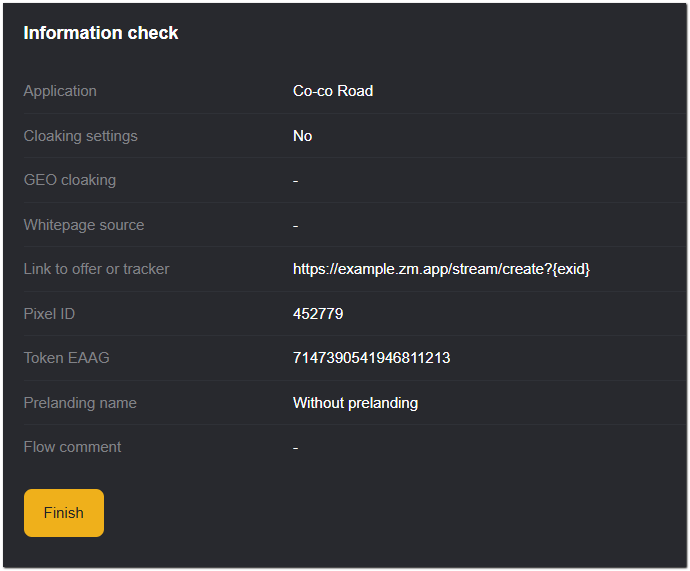 Information check
Application Co-co Road
Cloaking settings No
GEO cloaking -
Whitepage source -
Link to offer or tracker https://example.zm.app/stream/create?{exid}
Pixel ID 452779
Token EAAG 7147390541946811213
Prelanding name Without prelanding
Flow comment -
Finish